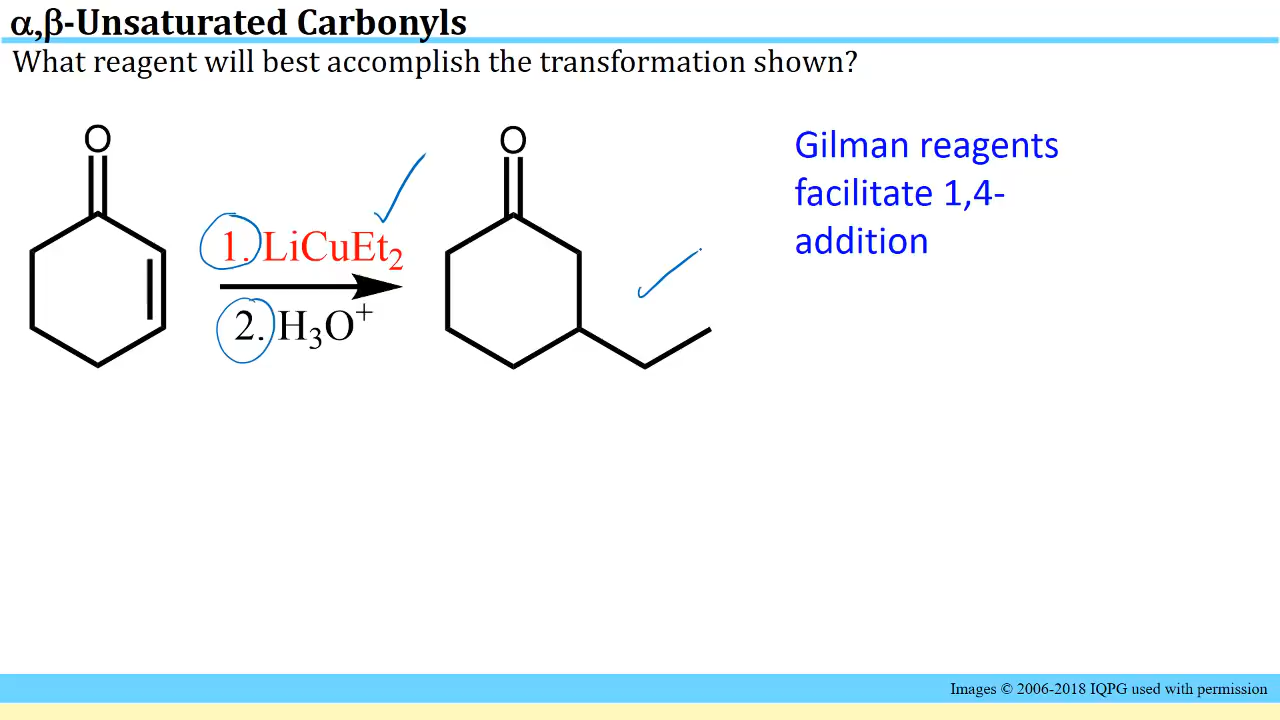 α,β-Unsaturated Carbonyls
What reagent will best accomplish the transformation shown?
O
O
Gilman reagents
facilitate 1,4-
addition
1. LiCuEt₂
2. H₃O⁺
Images © 2006-2018 IQPG used with permission